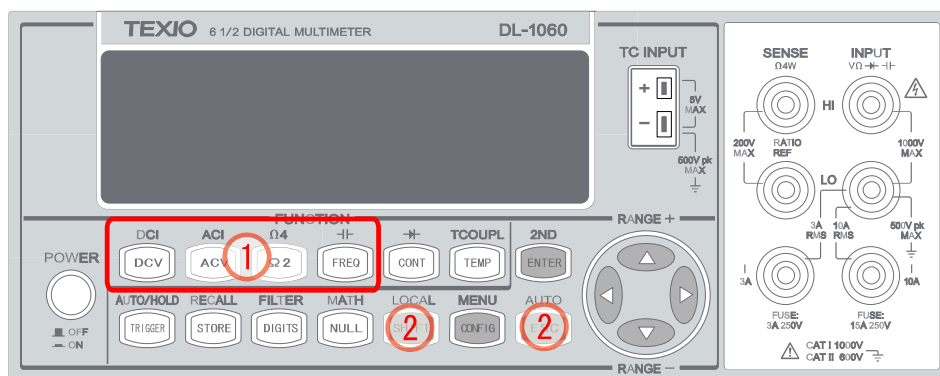 TEXIO 6 1/2 DIGITAL MULTIMETER DL-1060
TC INPUT
+
−
5V
MAX
500V pk
MAX
SENSE
Ω4W
INPUT
VΩ
HI
200V
MAX
RATIO
REF
1000V
MAX
LO
3A
RMS
10A
RMS
500V pk
MAX
3A
10A
FUSE:
3A 250V
FUSE:
15A 250V
CAT I 1000V
CAT II 600V
FUNCTION
DCI ACI Ω4 TCOUPL 2ND
DCV ACV Ω2 FREQ CONT TEMP ENTER
1
POWER
OFF
ON
AUTO/HOLD RECALL FILTER MATH LOCAL MENU AUTO
TRIGGER STORE DIGITS NULL SHIFT CONFIG ESC
2 2
RANGE +
RANGE −